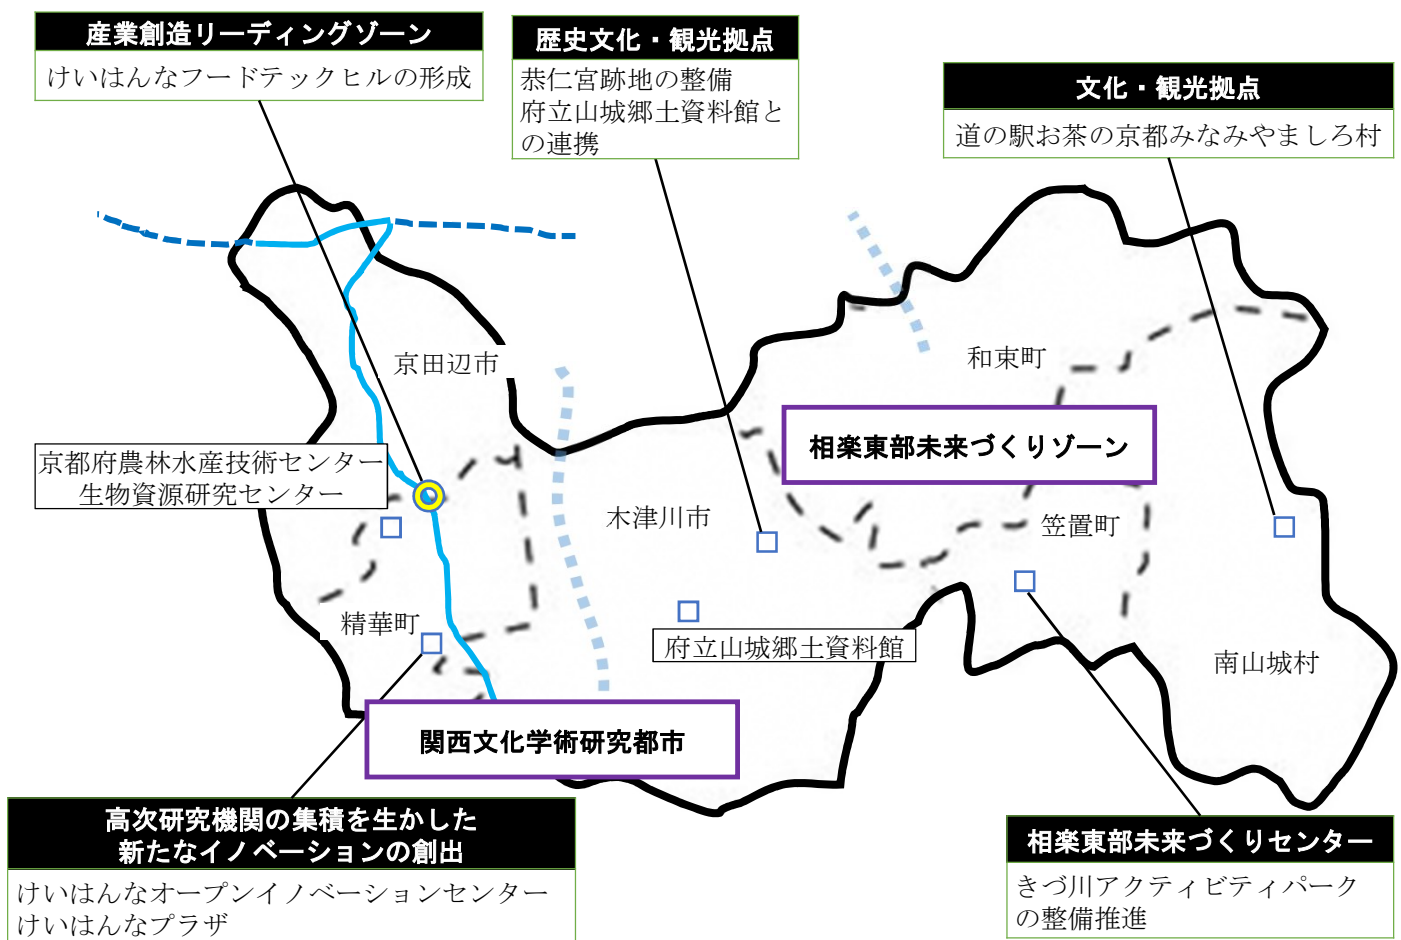 産業創造リーディングゾーン
けいはんなフードテックヒルの形成
歴史文化・観光拠点
恭仁宮跡地の整備
府立山城郷土資料館と
の連携
文化・観光拠点
道の駅お茶の京都みなみやましろ村
京田辺市
和束町
相楽東部未来づくりゾーン
京都府農林水産技術センター
生物資源研究センター
木津川市
笠置町
精華町
府立山城郷土資料館
南山城村
関西文化学術研究都市
高次研究機関の集積を生かした
新たなイノベーションの創出
けいはんなオープンイノベーションセンター
けいはんなプラザ
相楽東部未来づくりセンター
きづ川アクティビティパーク
の整備推進